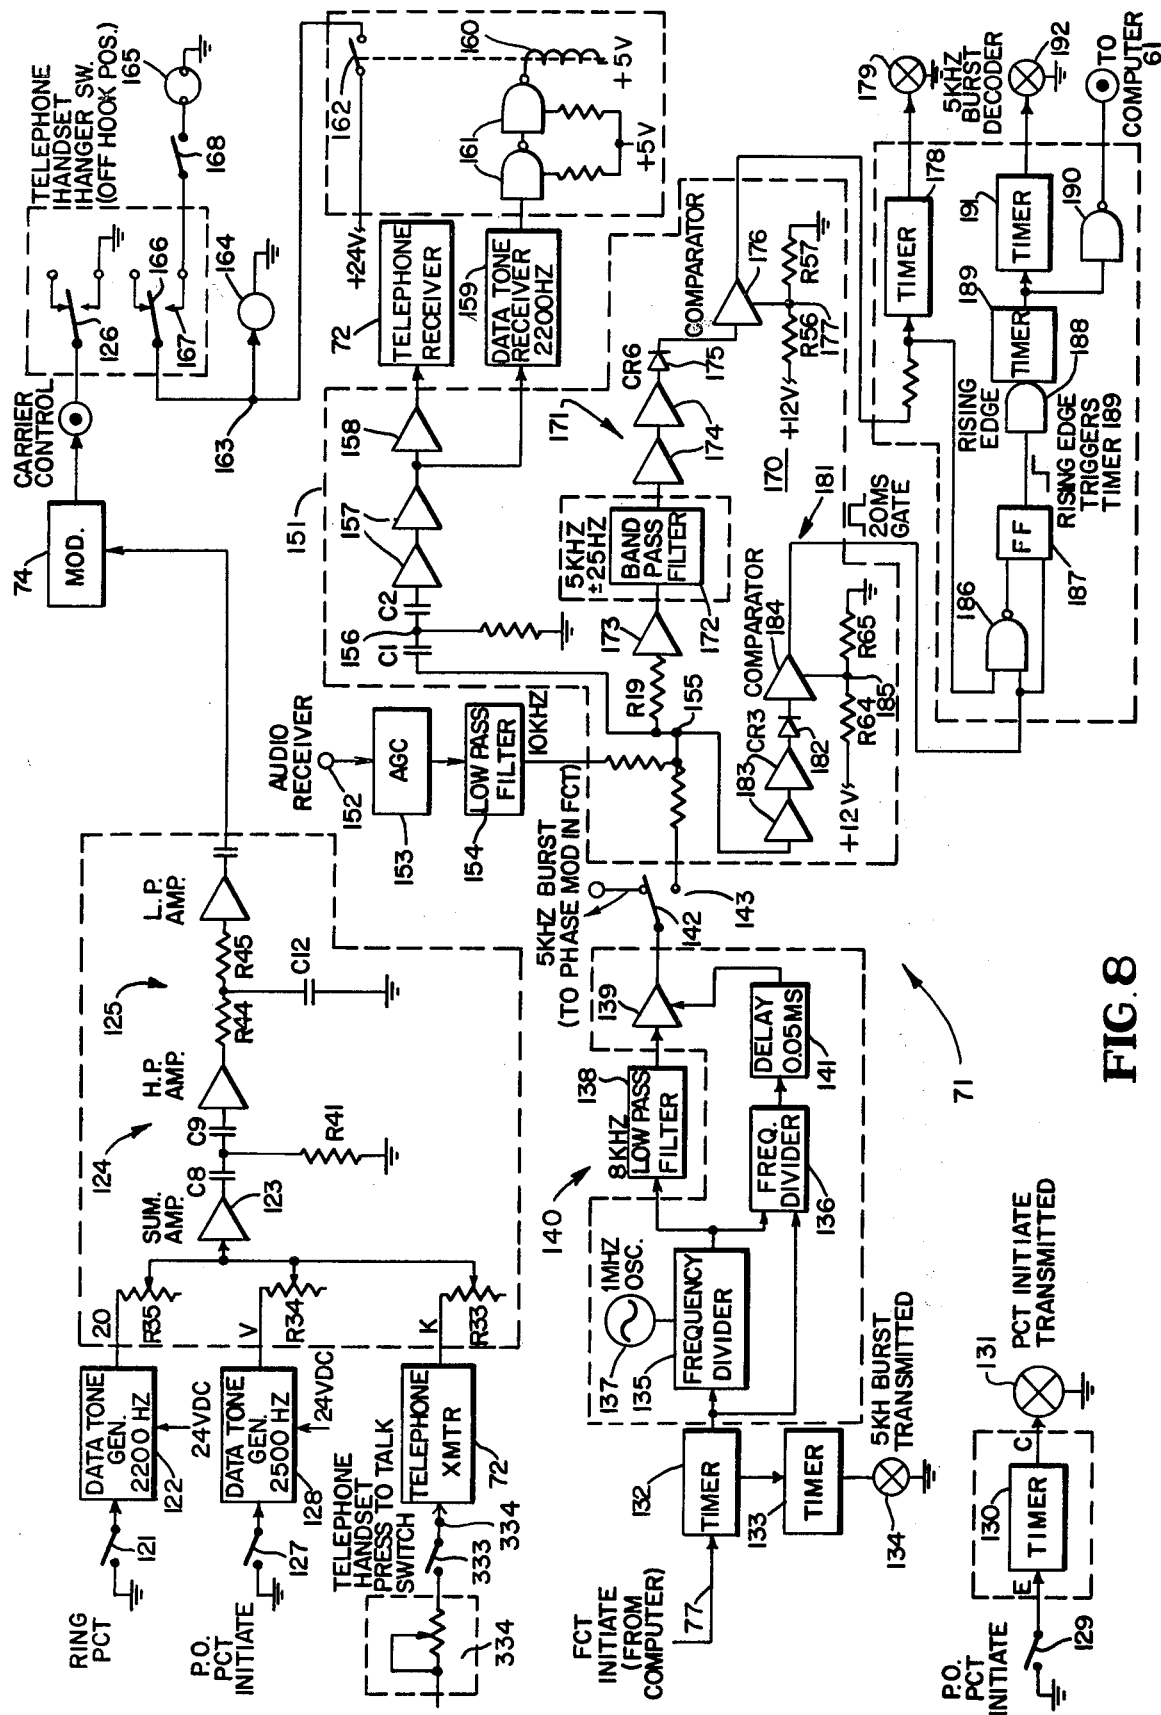 RING
PCT
121
DATA TONE
GEN.
2200 HZ
122
24VDC
20
R35
P.O.
PCT
INITIATE
127
DATA TONE
GEN.
2500 HZ
128
24VDC
V
R34
TELEPHONE
HANDSET
PRESS TO TALK
SWITCH
334
333
334
TELEPHONE
XMTR
72
K
R33
SUM.
AMP.
123
124
C8
C9
R41
H.P.
AMP.
125
R44
R45
C12
L.P.
AMP.
74
MOD.
CARRIER
CONTROL
TELEPHONE
HANDSET
HANGER SW.
(OFF HOOK POS.)
126
166
167
168
165
164
163
AUDIO
RECEIVER
152
AGC
153
LOW PASS
FILTER
154
10KHZ
151
156
C1
C2
157
158
72
TELEPHONE
RECEIVER
159
DATA TONE
RECEIVER
2200HZ
+24V
162
161
160
+5V
+5V
155
R19
173
5KHZ
±25HZ
BAND
PASS
FILTER
172
171
174
CR6
175
COMPARATOR
176
+12V
R56
R57
177
170
183
CR3
182
COMPARATOR
184
+12V
R64
R65
185
181
20MS
GATE
FCT
INITIATE
(FROM
COMPUTER)
77
132
TIMER
133
TIMER
134
5KH BURST
TRANSMITTED
137
1MHZ
OSC.
135
FREQUENCY
DIVIDER
140
8KHZ
138
LOW PASS
FILTER
FREQ.
DIVIDER
136
DELAY
0.05MS
141
139
5KHZ BURST
(TO PHASE MOD IN FCT)
142
143
TIMER
178
179
186
FF
187
RISING
EDGE
RISING EDGE
TRIGGERS
TIMER 189
188
189
TIMER
191
TIMER
190
5KHZ
BURST
DECODER
192
TO
COMPUTER
61
P.O.
PCT
INITIATE
129
E
130
TIMER
C
131
PCT INITIATE
TRANSMITTED
71
FIG. 8